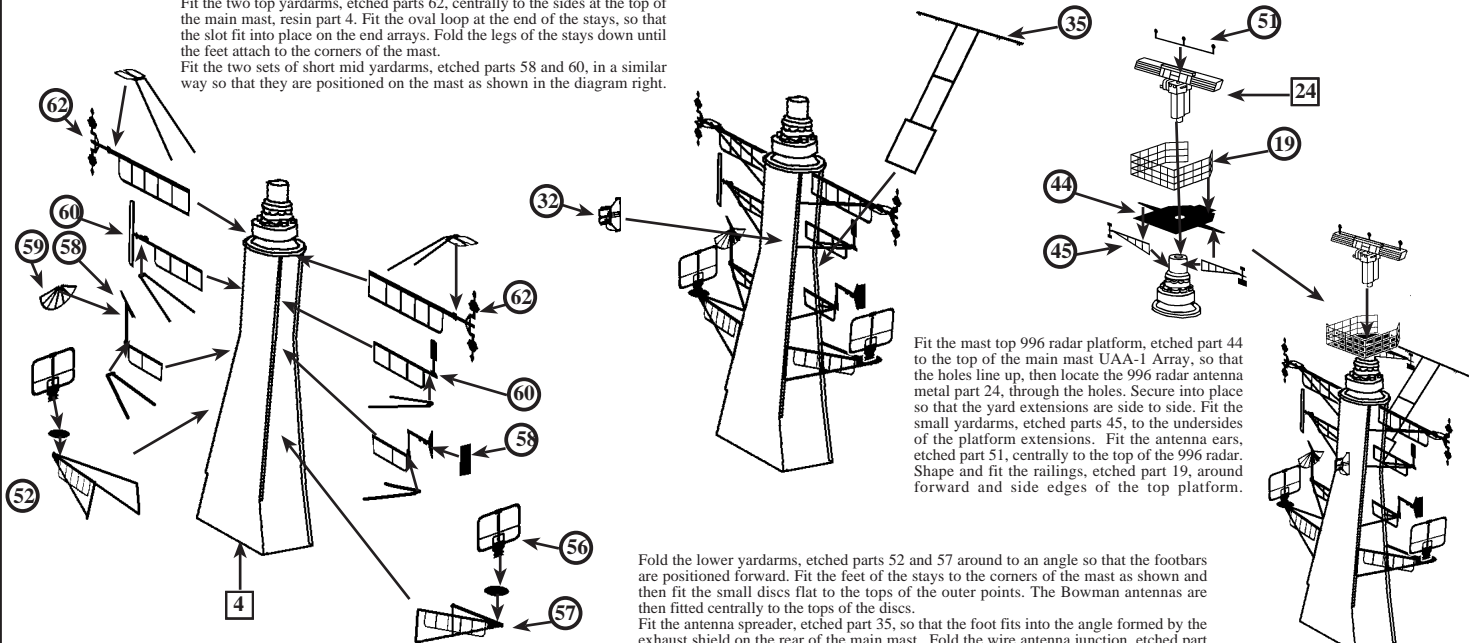 Fit the two top yardarms, etched parts 62, centrally to the sides at the top of
the main mast, resin part 4. Fit the oval loop at the end of the stays, so that
the slot fit into place on the end arrays. Fold the legs of the stays down until
the feet attach to the corners of the mast.
Fit the two sets of short mid yardarms, etched parts 58 and 60, in a similar
way so that they are positioned on the mast as shown in the diagram right.
62
60
59
58
52
4
62
60
58
56
57
32
35
51
24
19
44
45
Fit the mast top 996 radar platform, etched part 44
to the top of the main mast UAA-1 Array, so that
the holes line up, then locate the 996 radar antenna
metal part 24, through the holes. Secure into place
so that the yard extensions are side to side. Fit the
small yardarms, etched parts 45, to the undersides
of the platform extensions. Fit the antenna ears,
etched part 51, centrally to the top of the 996 radar.
Shape and fit the railings, etched part 19, around
forward and side edges of the top platform.
Fold the lower yardarms, etched parts 52 and 57 around to an angle so that the footbars
are positioned forward. Fit the feet of the stays to the corners of the mast as shown and
then fit the small discs flat to the tops of the outer points. The Bowman antennas are
then fitted centrally to the tops of the discs.
Fit the antenna spreader, etched part 35, so that the foot fits into the angle formed by the
exhaust shield on the rear of the main mast. Fold the wire antenna junction, etched part